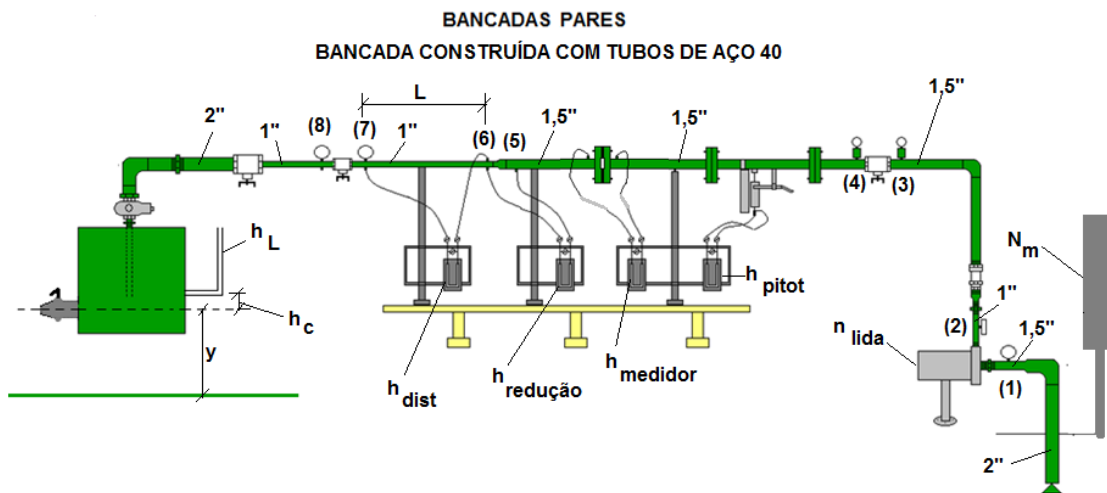 BANCADAS PARES
BANCADA CONSTRUÍDA COM TUBOS DE AÇO 40
L
1,5"
2"
1"
(8)
(7)
1"
(6)
(5)
1,5"
1,5"
(4)
(3)
h L
N m
h c
h pitot
1"
(2)
1,5"
n lida
y
h dist
h redução
h medidor
(1)
2"